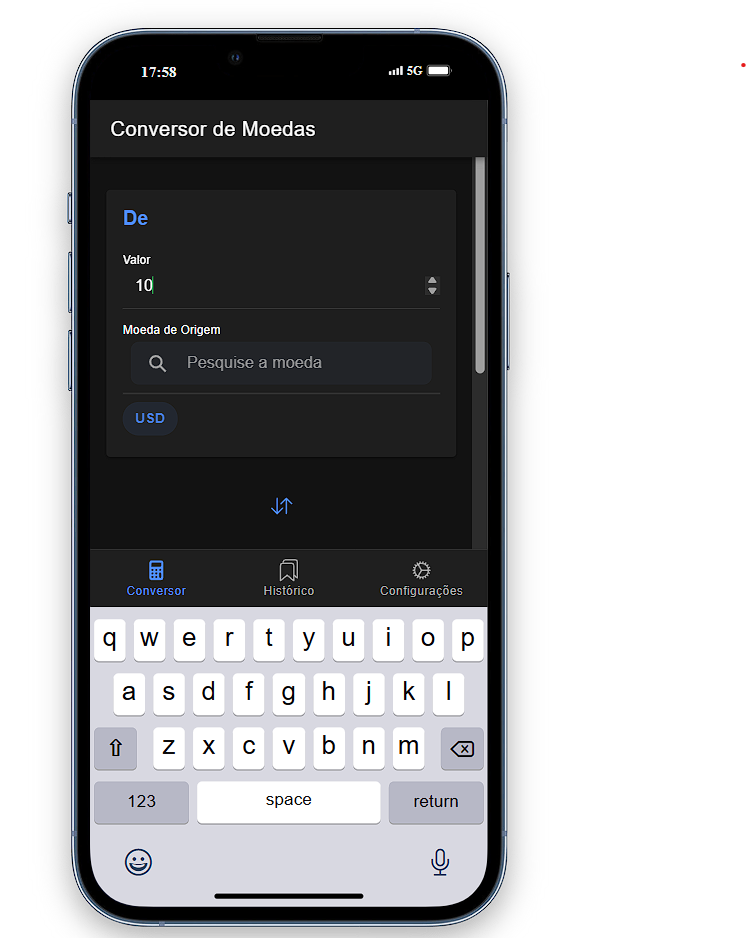 17:58
5G
Conversor de Moedas
De
Valor
10
Moeda de Origem
Pesquise a moeda
USD
Conversor Histórico Configurações
q w e r t y u i o p
a s d f g h j k l
z x c v b n m
123 space return